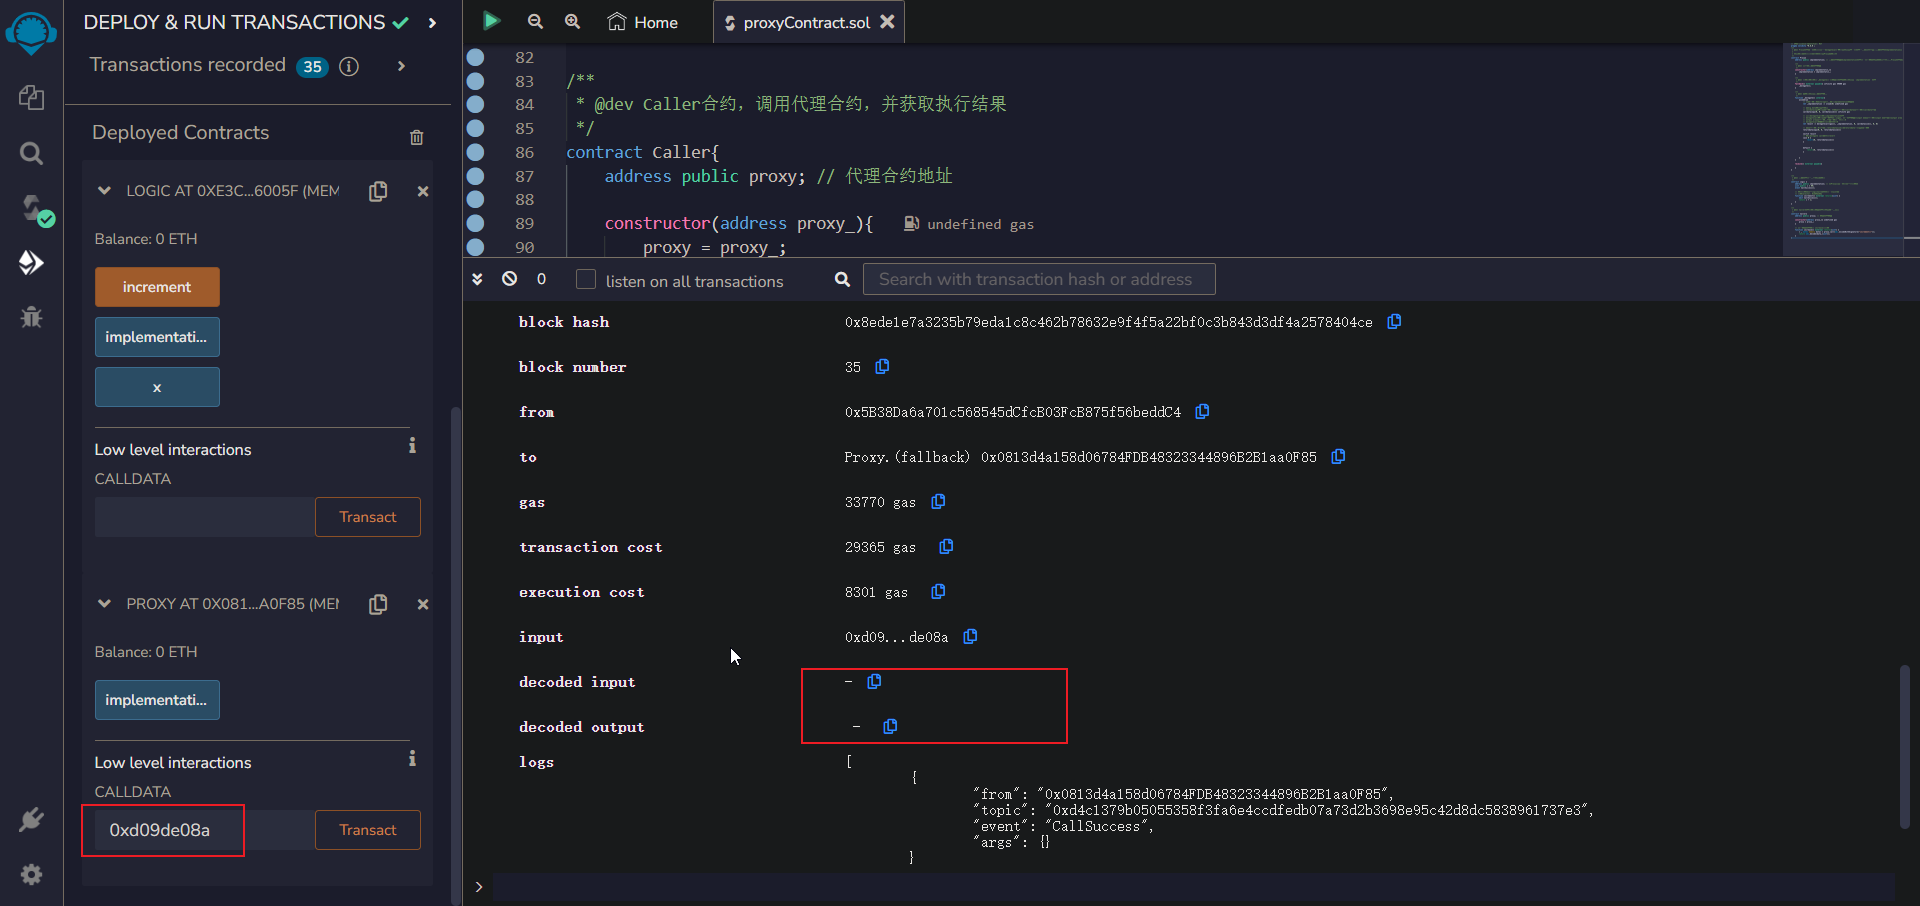 DEPLOY & RUN TRANSACTIONS
Transactions recorded 35
Deployed Contracts
LOGIC AT 0XE3C...6005F (MEM
Balance: 0 ETH
increment
implementati...
x
Low level interactions
CALLDATA
Transact
PROXY AT 0X081...A0F85 (MEM
Balance: 0 ETH
implementati...
Low level interactions
CALLDATA
0xd09de08a
Transact
Home
proxyContract.sol
82
83 /**
84 * @dev Caller合约，调用代理合约，并获取执行结果
85 */
86 contract Caller{
87 address public proxy; // 代理合约地址
88
89 constructor(address proxy_){ undefined gas
90 proxy = proxy_;
0 listen on all transactions Search with transaction hash or address
block hash 0x8ede1e7a3235b79eda1c8c462b78632e9f4f5a22bf0c3b843d3df4a2578404ce
block number 35
from 0x5B38Da6a701c568545dCfcB03FcB875f56beddC4
to Proxy.(fallback) 0x0813d4a158d06784FDB48323344896B2B1aa0F85
gas 33770 gas
transaction cost 29365 gas
execution cost 8301 gas
input 0xd09...de08a
decoded input -
decoded output -
logs [
{
"from": "0x0813d4a158d06784FDB48323344896B2B1aa0F85",
"topic": "0xd4c1379b05055358f3fa6e4ccdfedb07a73d2b3698e95c42d8dc5838961737e3",
"event": "CallSuccess",
"args": {}
}
>